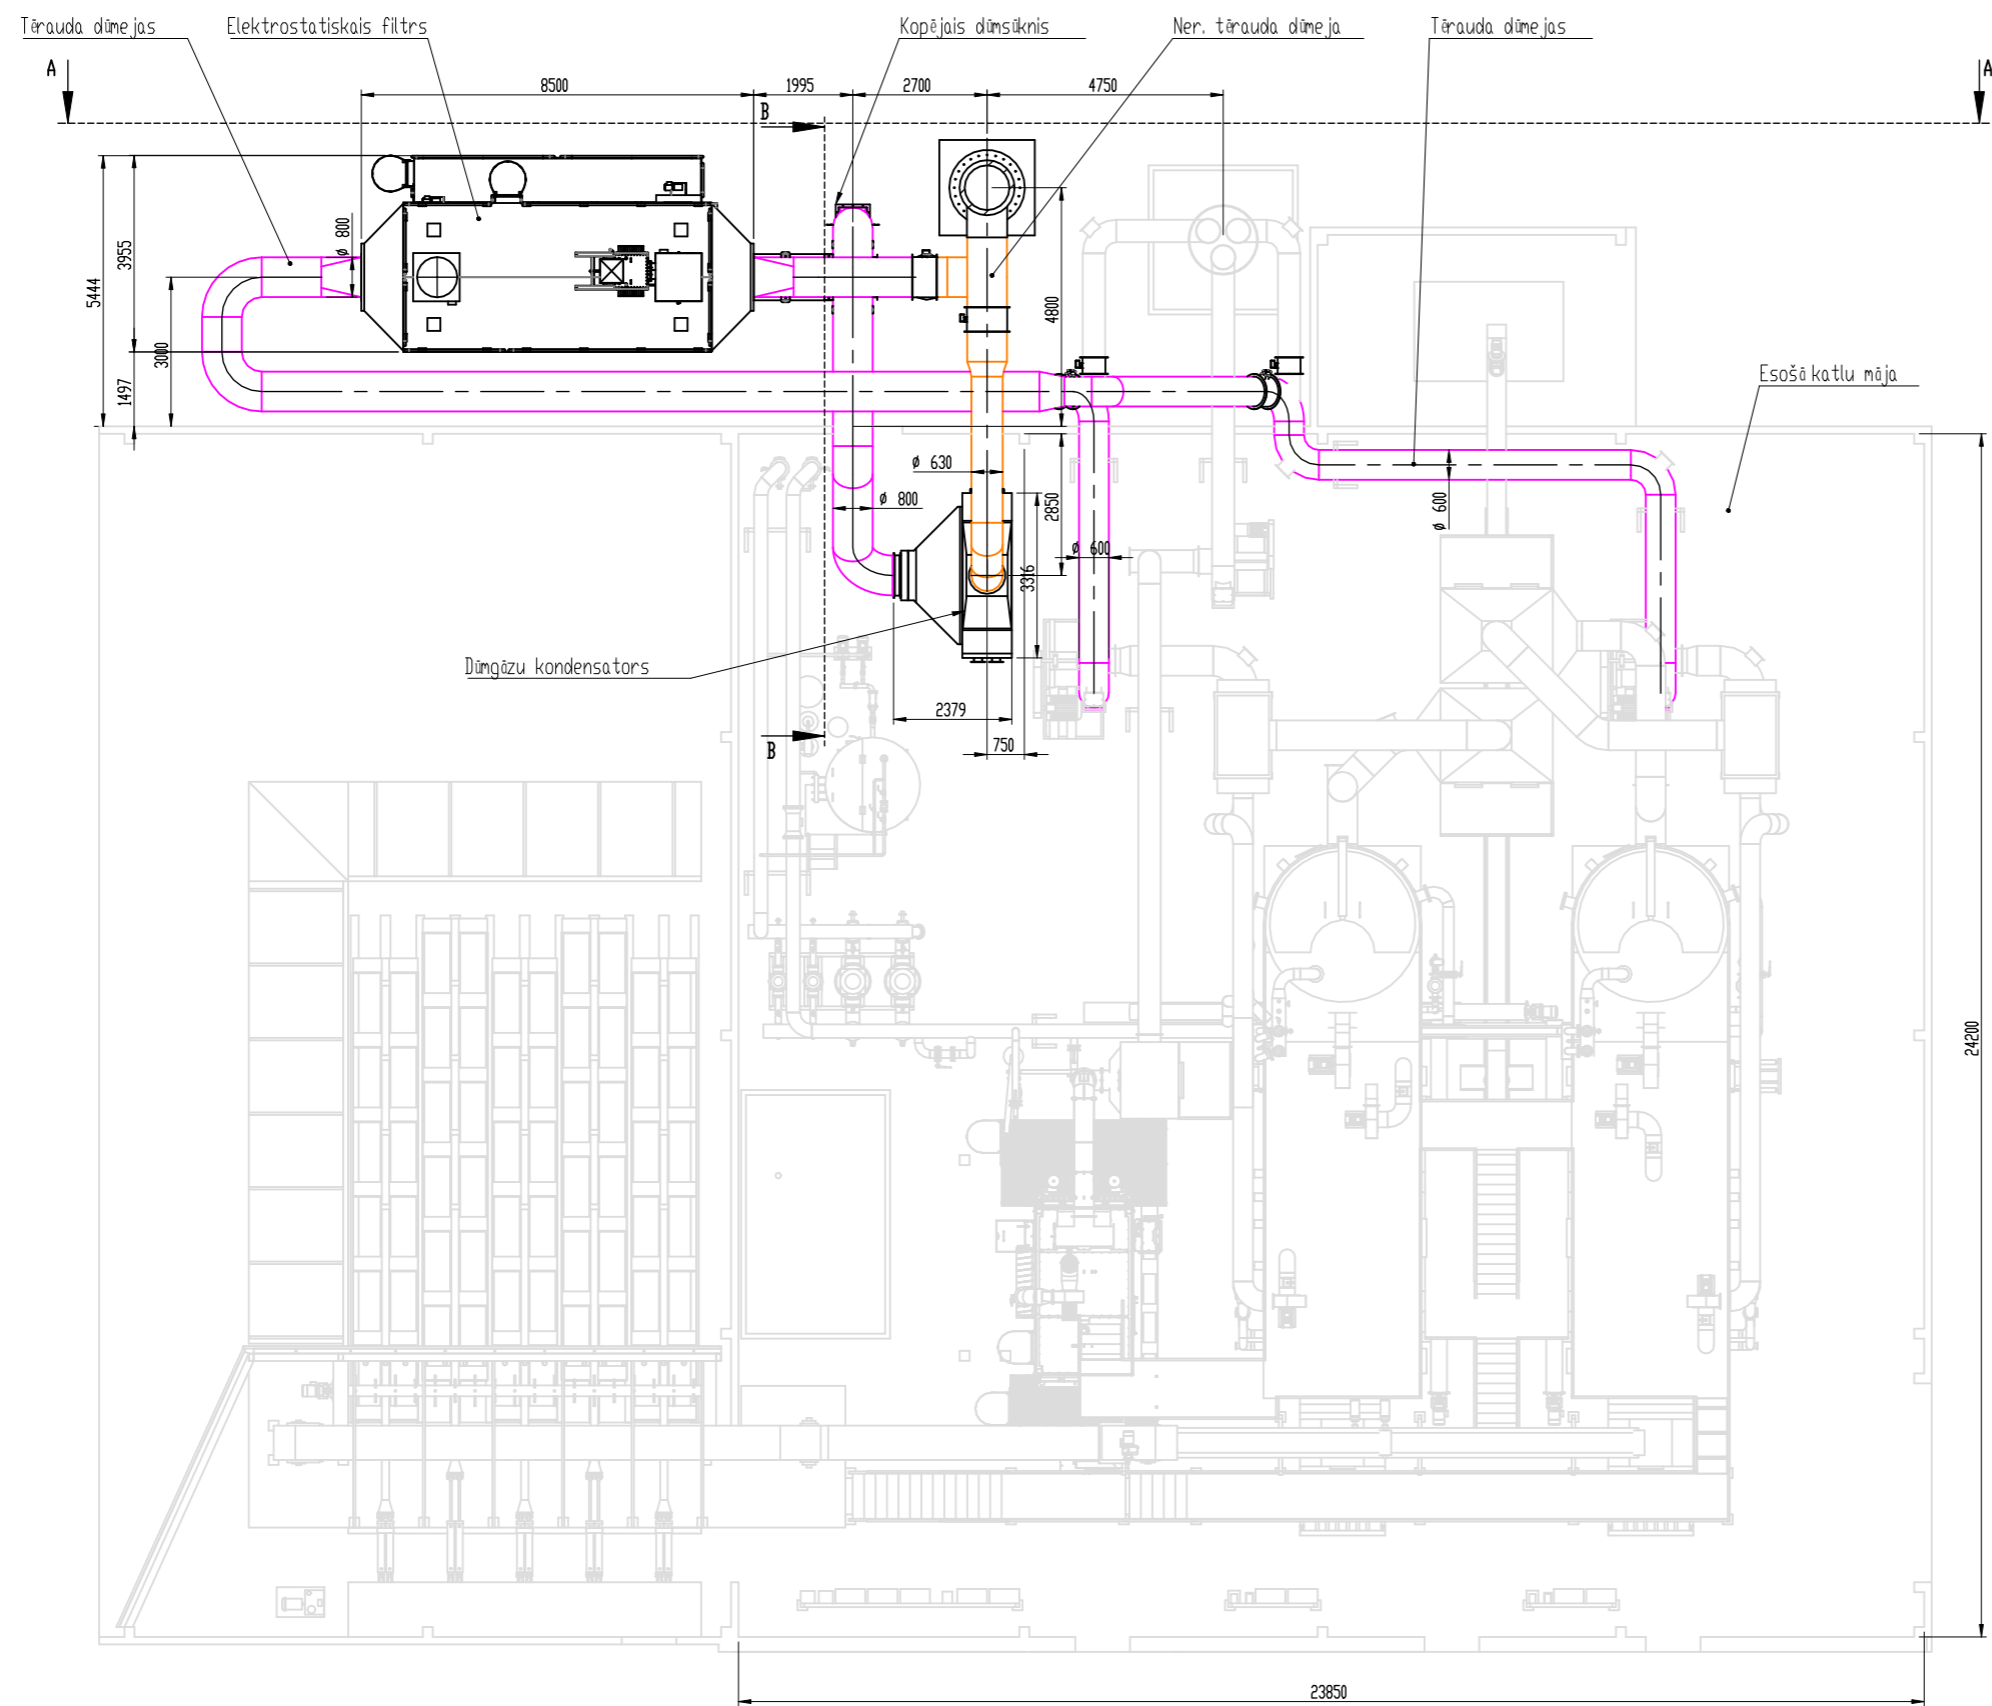 Tērauda dūmejas
Elektrostatiskais filtrs
Kopējais dūmsūknis
Ner. tērauda dūmeja
Tērauda dūmejas
A
A
8500
1995
2700
4750
B
5444
3955
ø 800
3000
1497
4800
Esošā katlu māja
ø 630
ø 800
2850
ø 600
ø 600
3316
Dūmgāzu kondensators
2379
750
B
24200
23850